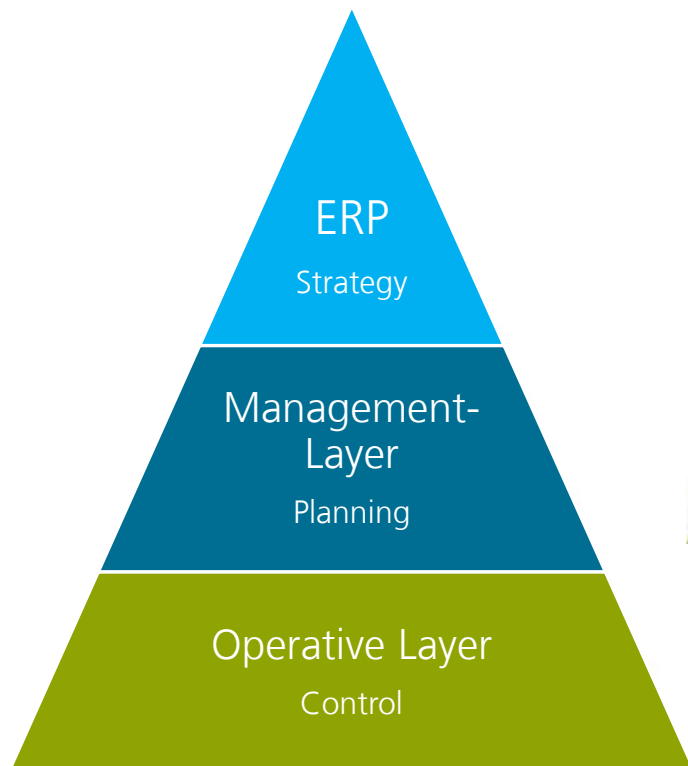 ERP
Strategy
Management-
Layer
Planning
Operative Layer
Control